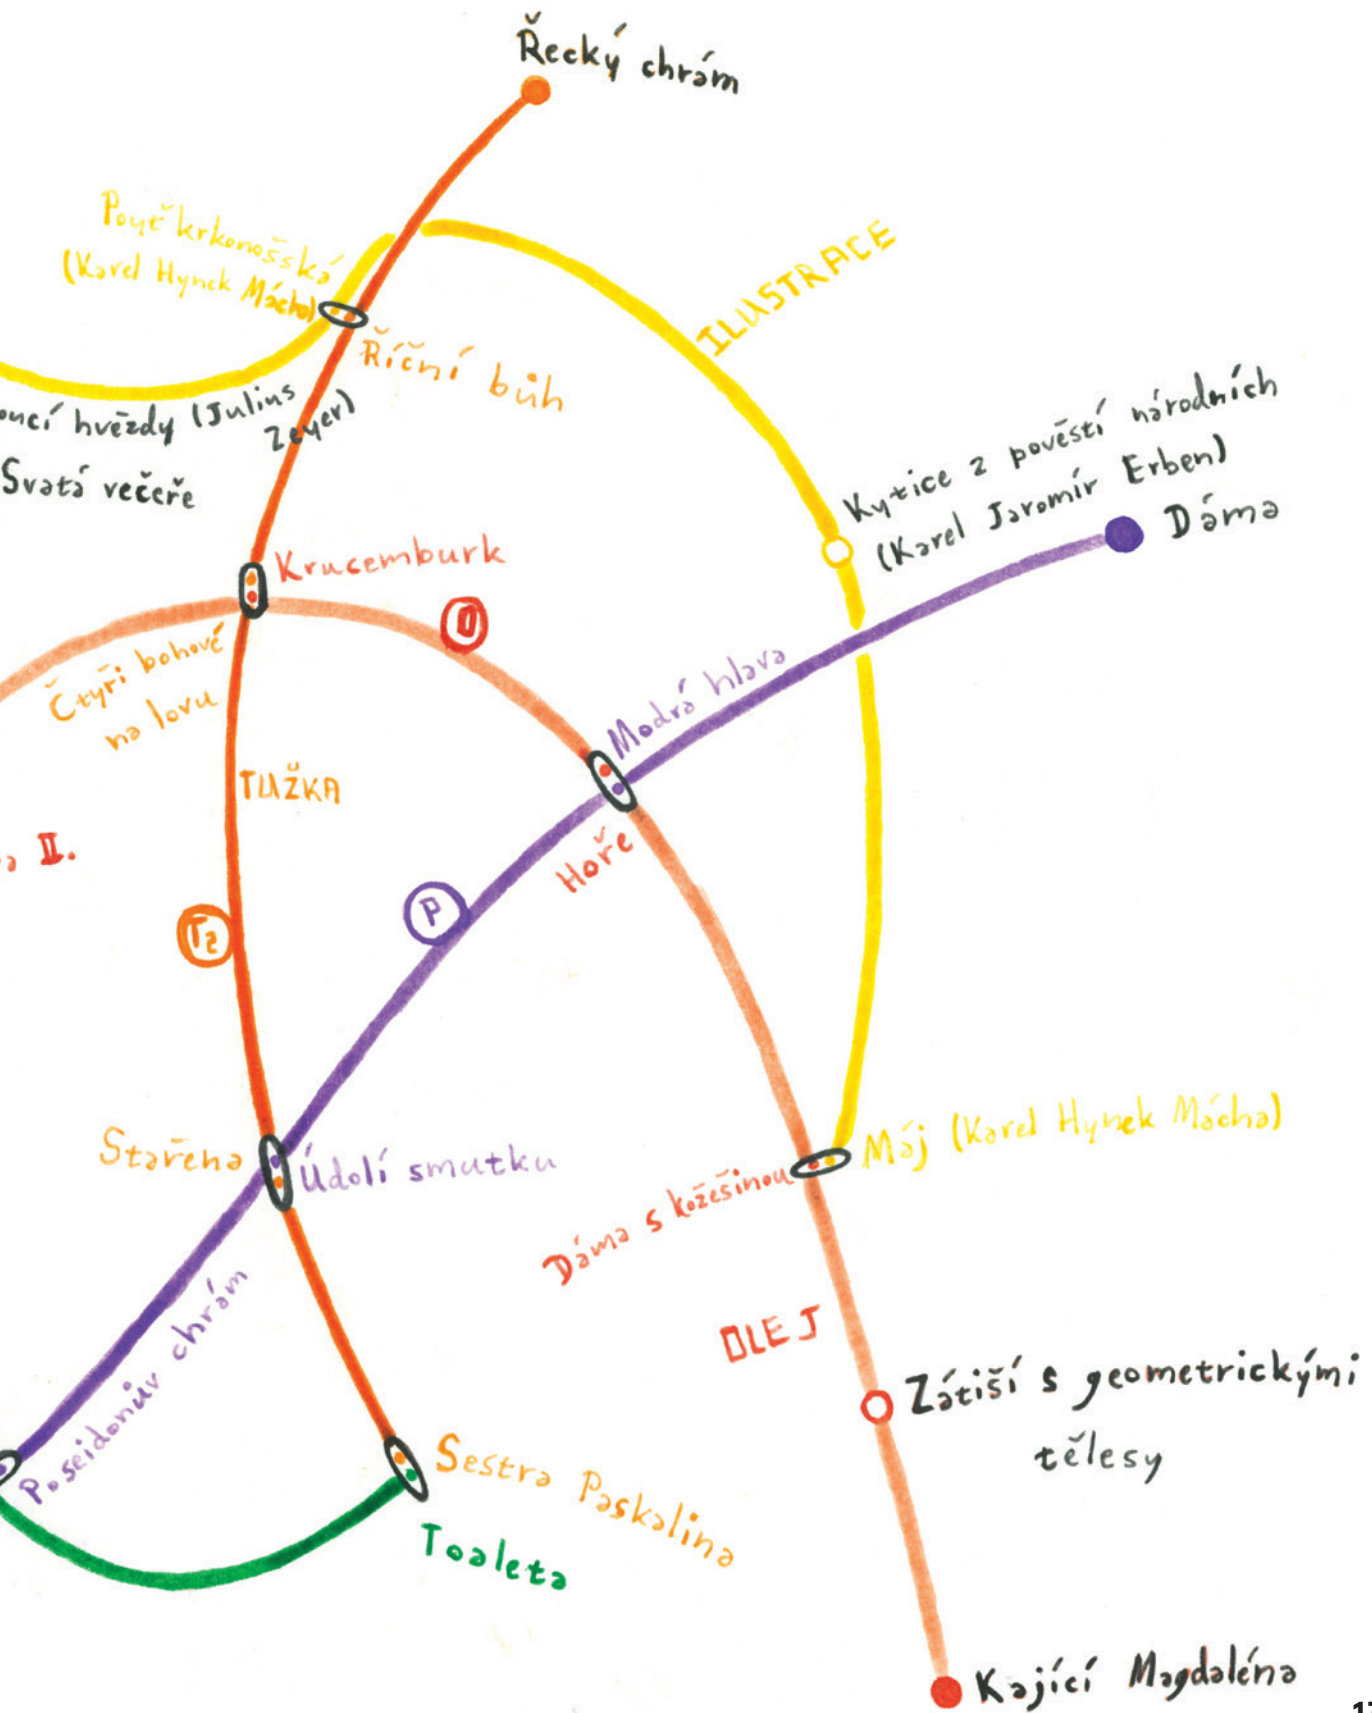 Řecký chrám
Pouť krkonošská
(Karel Hynek Mácha)
ILUSTRACE
Říční bůh
hvězdy (Julius
Zeyer)
Svatá večeře
Kytice z pověstí národních
(Karel Jaromír Erben)
Dáma
Krucemburk
O
Čtyři bohové
na lovu
Modrá hlava
TUŽKA
II.
Hoře
P
T2
Stařena
Údolí smutku
Máj (Karel Hynek Mácha)
Dáma s kožešinou
OLEJ
Poseidonův chrám
Zátiší s geometrickými
tělesy
Sestra Paskalina
Toaleta
Kající Magdaléna